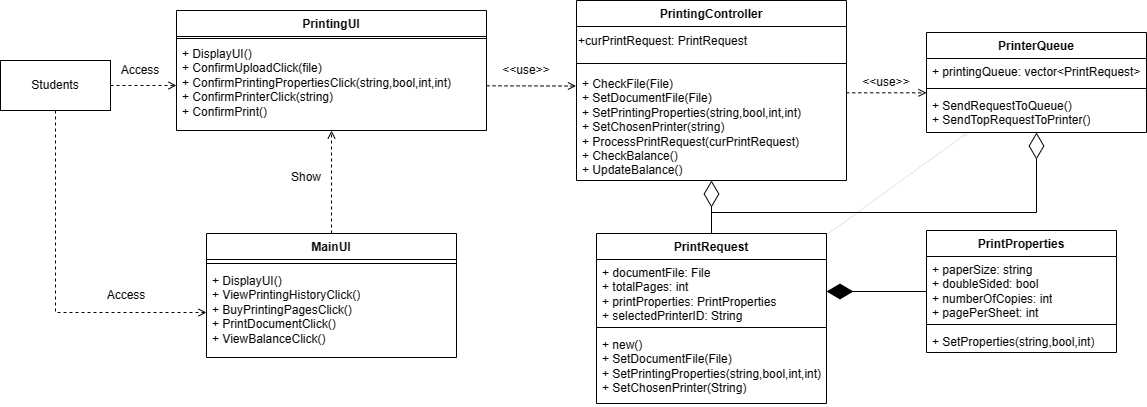 Students
Access
PrintingUI
+ DisplayUI()
+ ConfirmUploadClick(file)
+ ConfirmPrintingPropertiesClick(string,bool,int,int)
+ ConfirmPrinterClick(string)
+ ConfirmPrint()
<<use>>
PrintingController
+curPrintRequest: PrintRequest
+ CheckFile(File)
+ SetDocumentFile(File)
+ SetPrintingProperties(string,bool,int,int)
+ SetChosenPrinter(string)
+ ProcessPrintRequest(curPrintRequest)
+ CheckBalance()
+ UpdateBalance()
<<use>>
PrinterQueue
+ printingQueue: vector<PrintRequest>
+ SendRequestToQueue()
+ SendTopRequestToPrinter()
Show
Access
MainUI
+ DisplayUI()
+ ViewPrintingHistoryClick()
+ BuyPrintingPagesClick()
+ PrintDocumentClick()
+ ViewBalanceClick()
PrintRequest
+ documentFile: File
+ totalPages: int
+ printProperties: PrintProperties
+ selectedPrinterID: String
+ new()
+ SetDocumentFile(File)
+ SetPrintingProperties(string,bool,int,int)
+ SetChosenPrinter(String)
PrintProperties
+ paperSize: string
+ doubleSided: bool
+ numberOfCopies: int
+ pagePerSheet: int
+ SetProperties(string,bool,int)